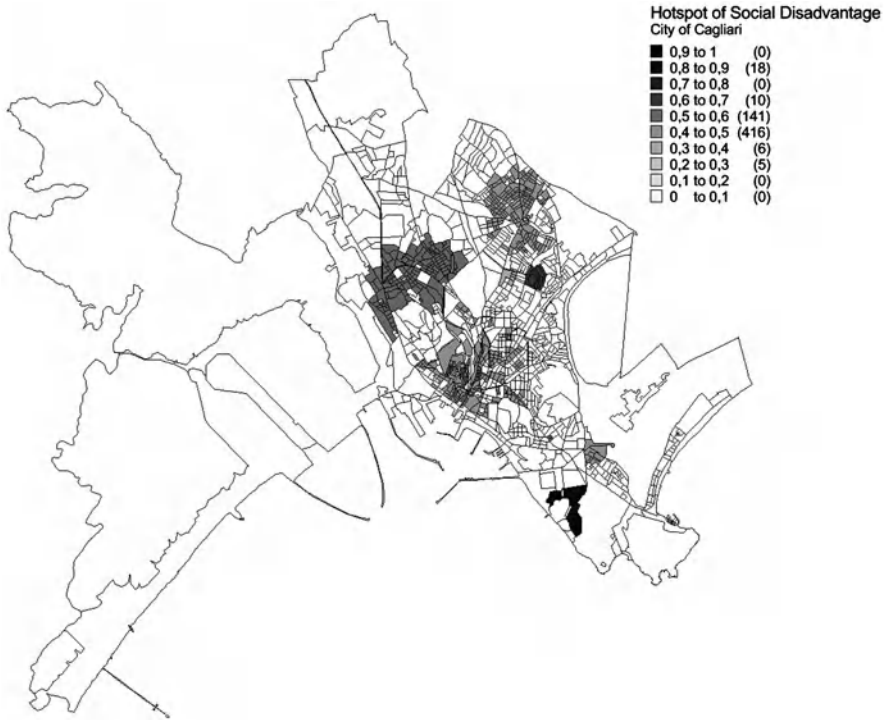 Hotspot of Social Disadvantage
City of Cagliari
0,9 to 1 (0)
0,8 to 0,9 (18)
0,7 to 0,8 (0)
0,6 to 0,7 (10)
0,5 to 0,6 (141)
0,4 to 0,5 (416)
0,3 to 0,4 (6)
0,2 to 0,3 (5)
0,1 to 0,2 (0)
0 to 0,1 (0)